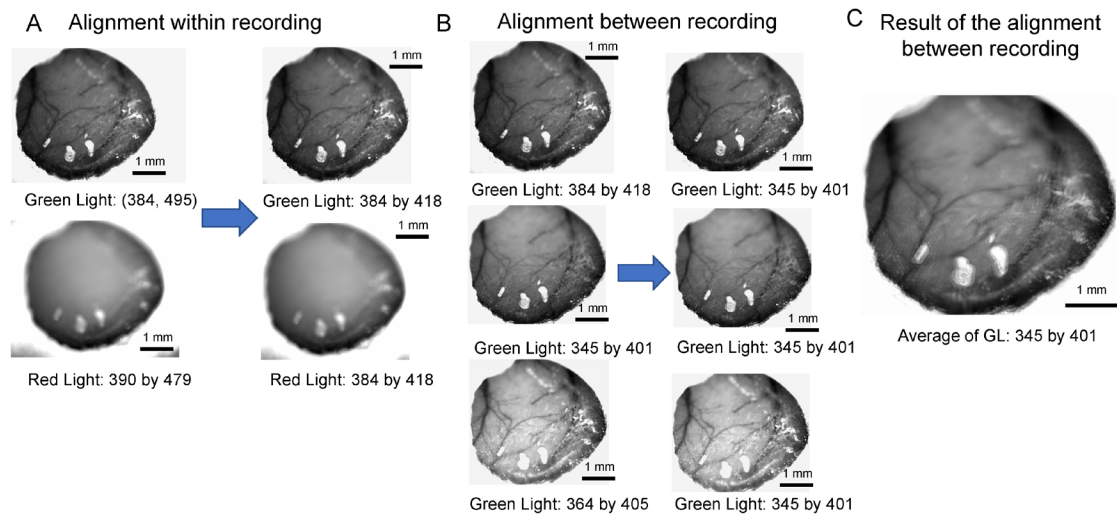 A Alignment within recording
1 mm
1 mm
Green Light: (384, 495)
Green Light: 384 by 418
1 mm
1 mm
Red Light: 390 by 479
Red Light: 384 by 418
B Alignment between recording
1 mm
1 mm
Green Light: 384 by 418
Green Light: 345 by 401
1 mm
1 mm
Green Light: 345 by 401
Green Light: 345 by 401
1 mm
1 mm
Green Light: 364 by 405
Green Light: 345 by 401
C Result of the alignment
between recording
1 mm
Average of GL: 345 by 401